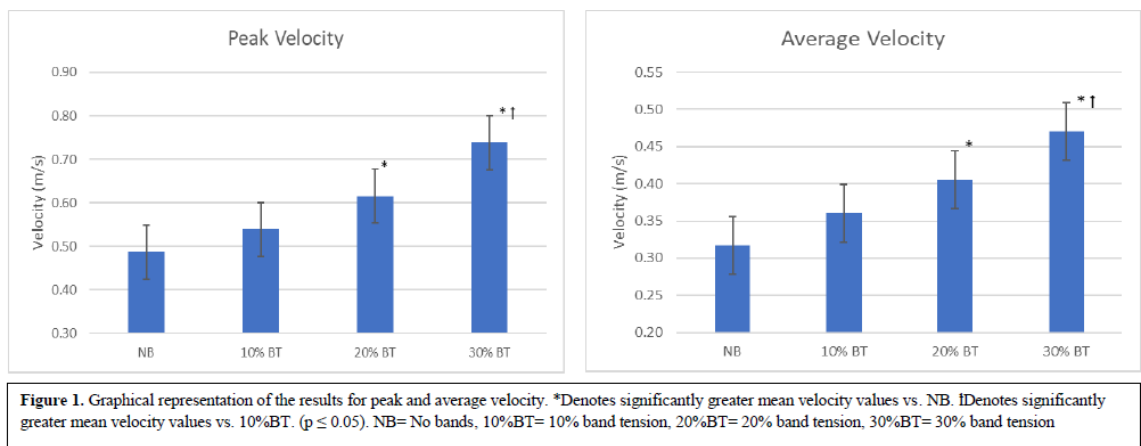 Peak Velocity
0.90
0.80
0.70
0.60
0.50
0.40
0.30
Velocity (m/s)
* †
*
NB
10% BT
20% BT
30% BT
Average Velocity
0.55
0.50
0.45
0.40
0.35
0.30
0.25
0.20
Velocity (m/s)
* †
*
NB
10% BT
20% BT
30% BT
Figure 1. Graphical representation of the results for peak and average velocity. *Denotes significantly greater mean velocity values vs. NB. ƗDenotes significantly
greater mean velocity values vs. 10%BT. (p ≤ 0.05). NB= No bands, 10%BT= 10% band tension, 20%BT= 20% band tension, 30%BT= 30% band tension